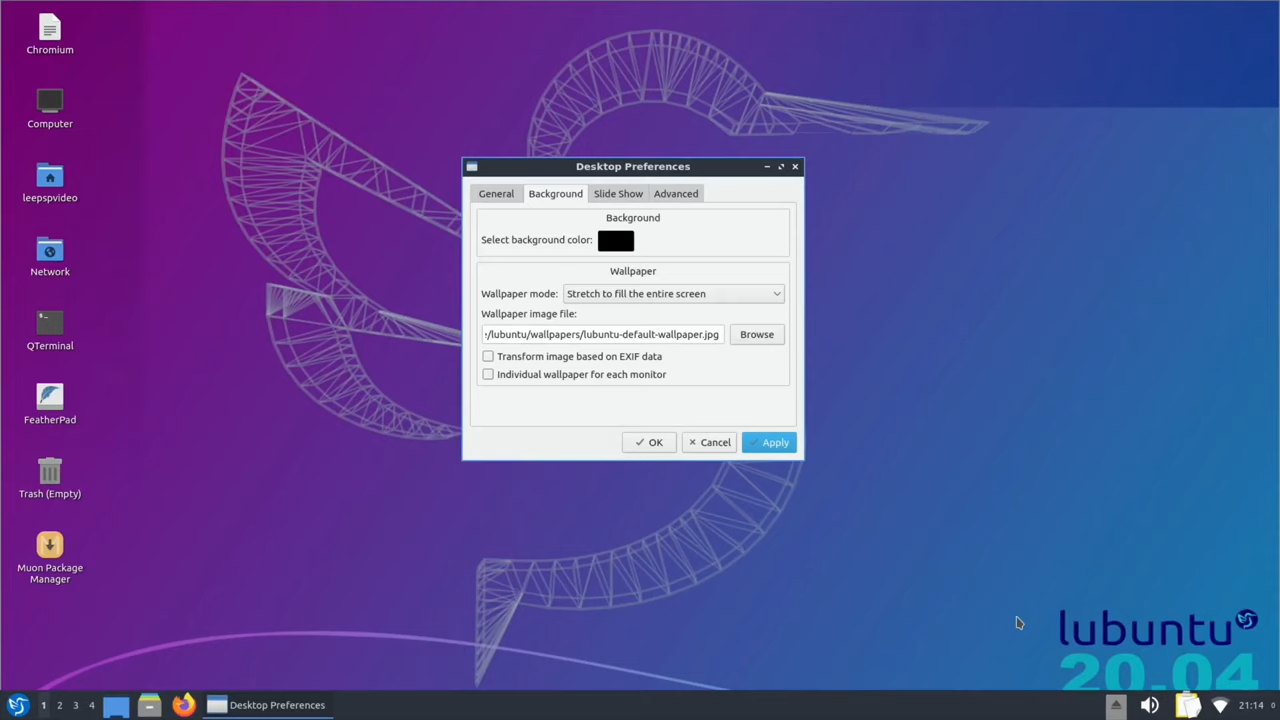 Chromium
Computer
leepspvideo
Network
QTerminal
FeatherPad
Trash (Empty)
Muon Package
Manager
Desktop Preferences
General Background Slide Show Advanced
Background
Select background color:
Wallpaper
Wallpaper mode: Stretch to fill the entire screen
Wallpaper image file:
/lubuntu/wallpapers/lubuntu-default-wallpaper.jpg Browse
Transform image based on EXIF data
Individual wallpaper for each monitor
OK Cancel Apply
lubuntu
20.04
1 2 3 4 Desktop Preferences 21:14 0